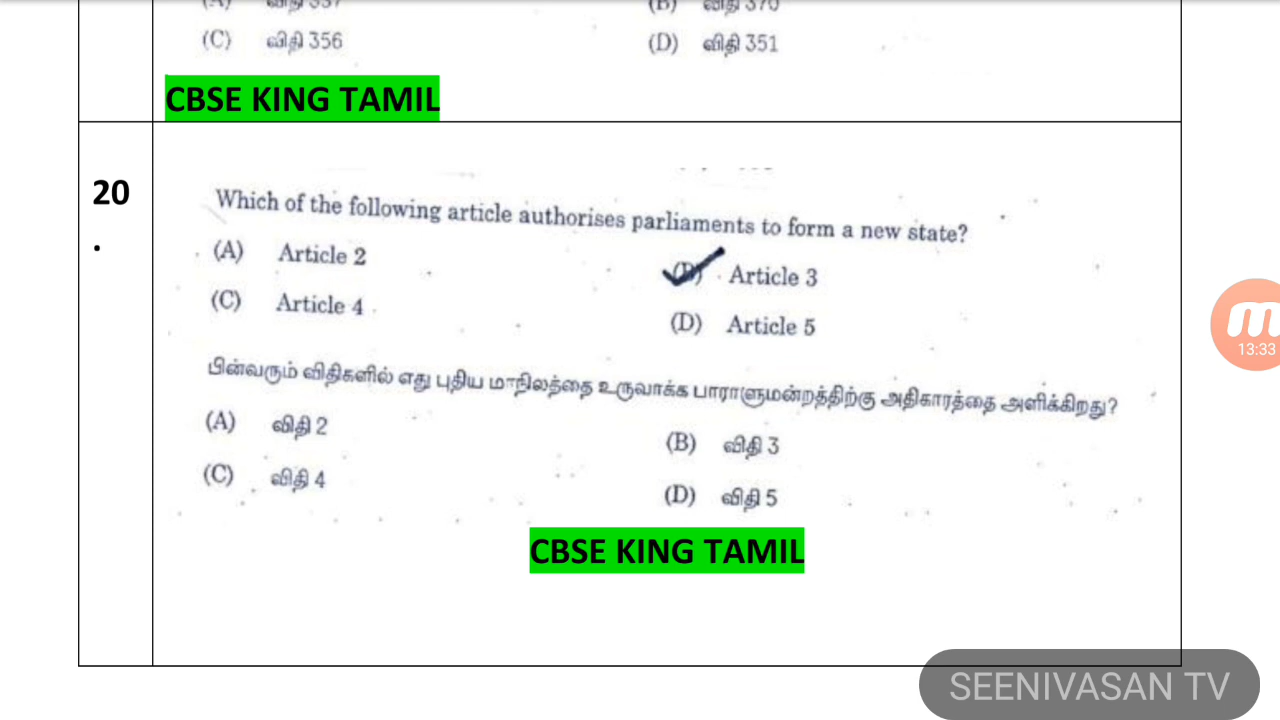 (C) விதி 356 (D) விதி 351
CBSE KING TAMIL
20
.
Which of the following article authorises parliaments to form a new state?
(A) Article 2 (B) Article 3
(C) Article 4 (D) Article 5
பின்வரும் விதிகளில் எது புதிய மாநிலத்தை உருவாக்க பாராளுமன்றத்திற்கு அதிகாரத்தை அளிக்கிறது?
(A) விதி 2 (B) விதி 3
(C) விதி 4 (D) விதி 5
CBSE KING TAMIL
13:33
SEENIVASAN TV